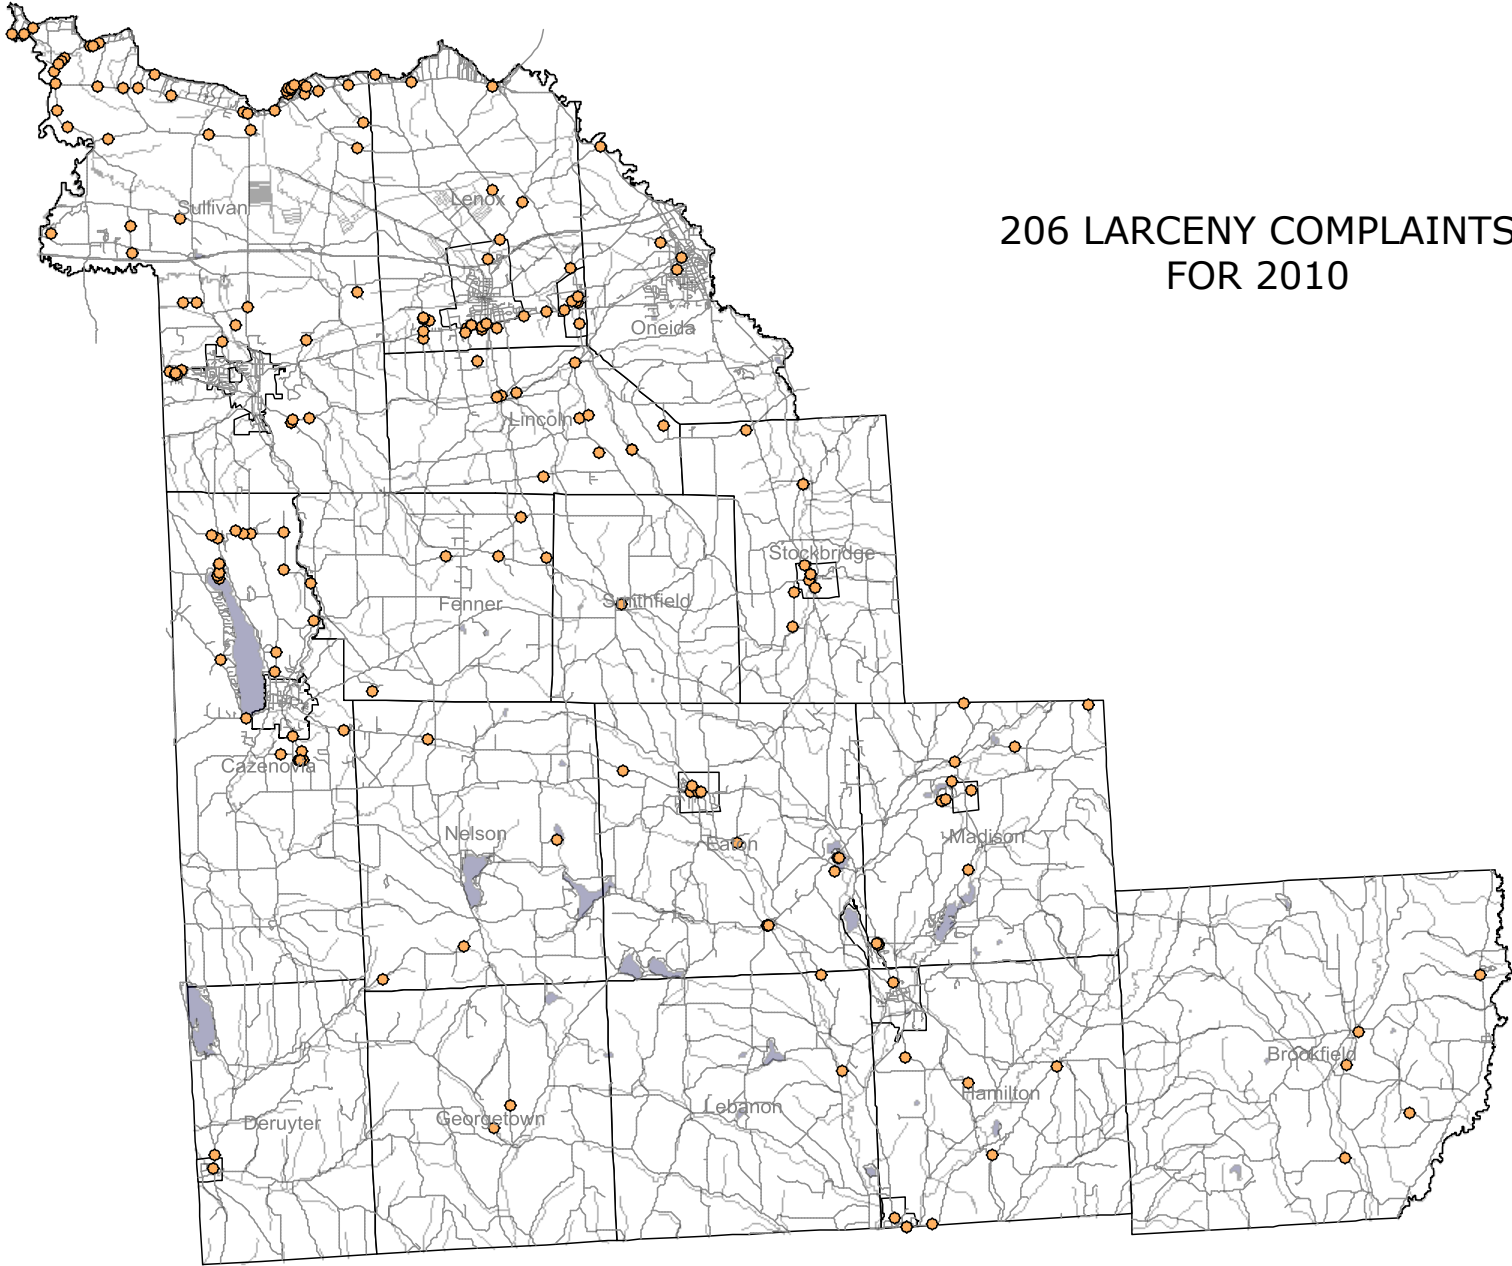 206 LARCENY COMPLAINTS
FOR 2010
Sullivan
Lenox
Oneida
Lincoln
Stockbridge
Fenner
Smithfield
Cazenovia
Nelson
Eaton
Madison
Brookfield
Hamilton
Lebanon
Georgetown
Deruyter